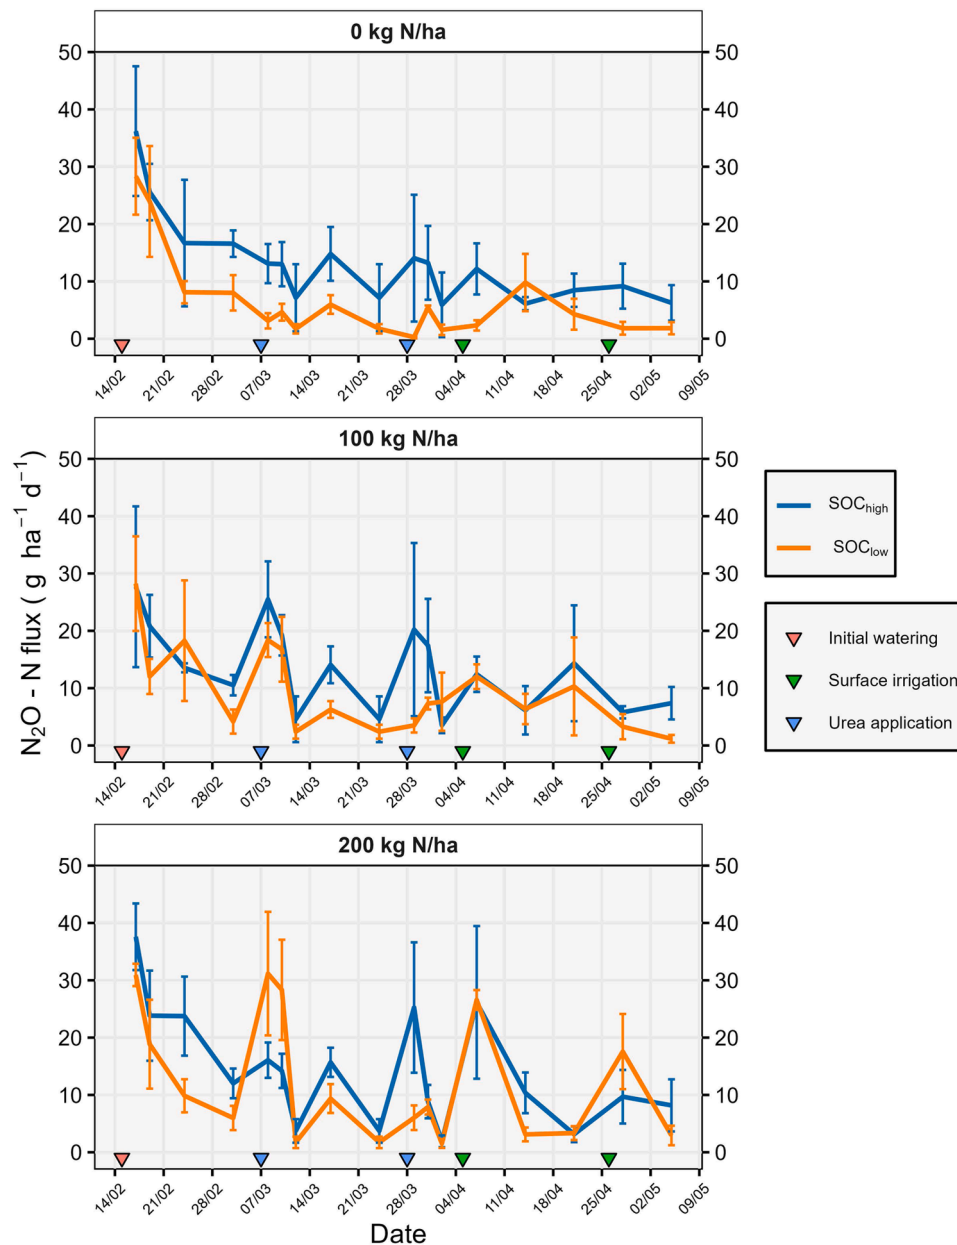 0 kg N/ha
50 50
40 40
30 30
20 20
10 10
0 0
14/02 21/02 28/02 07/03 14/03 21/03 28/03 04/04 11/04 18/04 25/04 02/05 09/05
100 kg N/ha
50 50
40 40
30 30
20 20
10 10
0 0
14/02 21/02 28/02 07/03 14/03 21/03 28/03 04/04 11/04 18/04 25/04 02/05 09/05
200 kg N/ha
50 50
40 40
30 30
20 20
10 10
0 0
14/02 21/02 28/02 07/03 14/03 21/03 28/03 04/04 11/04 18/04 25/04 02/05 09/05
Date
N₂O - N flux ( g ha⁻¹ d⁻¹)
SOChigh
SOClow
Initial watering
Surface irrigation
Urea application